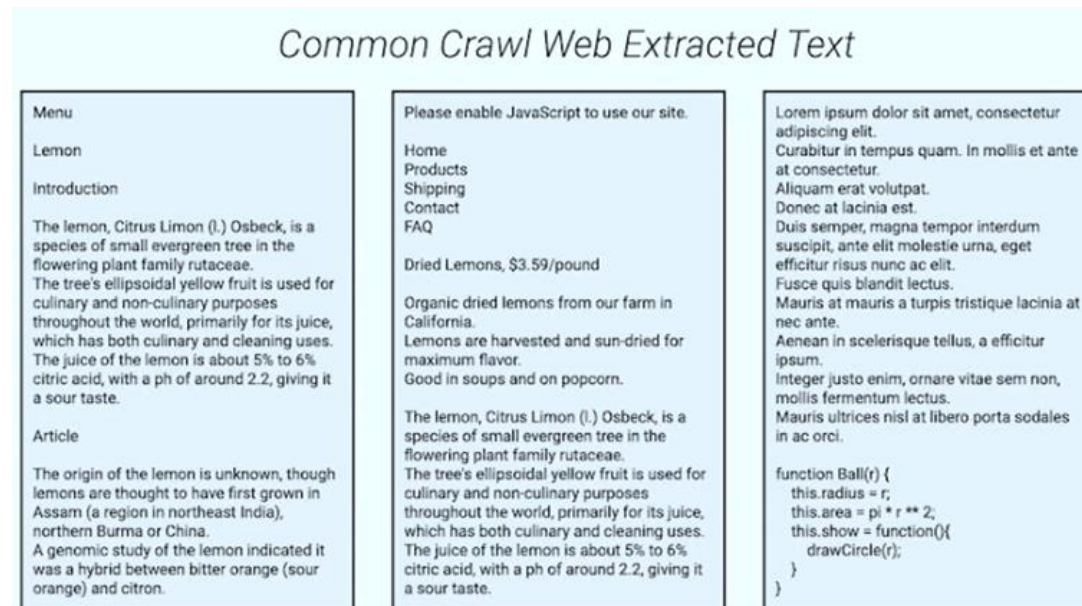 Common Crawl Web Extracted Text
Menu
Lemon
Introduction
The lemon, Citrus Limon (l.) Osbeck, is a
species of small evergreen tree in the
flowering plant family rutaceae.
The tree's ellipsoidal yellow fruit is used for
culinary and non-culinary purposes
throughout the world, primarily for its juice,
which has both culinary and cleaning uses.
The juice of the lemon is about 5% to 6%
citric acid, with a ph of around 2.2, giving it
a sour taste.
Article
The origin of the lemon is unknown, though
lemons are thought to have first grown in
Assam (a region in northeast India),
northern Burma or China.
A genomic study of the lemon indicated it
was a hybrid between bitter orange (sour
orange) and citron.
Please enable JavaScript to use our site.
Home
Products
Shipping
Contact
FAQ
Dried Lemons, $3.59/pound
Organic dried lemons from our farm in
California.
Lemons are harvested and sun-dried for
maximum flavor.
Good in soups and on popcorn.
The lemon, Citrus Limon (l.) Osbeck, is a
species of small evergreen tree in the
flowering plant family rutaceae.
The tree's ellipsoidal yellow fruit is used for
culinary and non-culinary purposes
throughout the world, primarily for its juice,
which has both culinary and cleaning uses.
The juice of the lemon is about 5% to 6%
citric acid, with a ph of around 2.2, giving it
a sour taste.
Lorem ipsum dolor sit amet, consectetur
adipiscing elit.
Curabitur in tempus quam. In mollis et ante
at consectetur.
Aliquam erat volutpat.
Donec at lacinia est.
Duis semper, magna tempor interdum
suscipit, ante elit molestie urna, eget
efficitur risus nunc ac elit.
Fusce quis blandit lectus.
Mauris at mauris a turpis tristique lacinia at
nec ante.
Aenean in scelerisque tellus, a efficitur
ipsum.
Integer justo enim, ornare vitae sem non,
mollis fermentum lectus.
Mauris ultrices nisl at libero porta sodales
in ac orci.
function Ball(r) {
this.radius = r;
this.area = pi * r ** 2;
this.show = function(){
drawCircle(r);
}
}